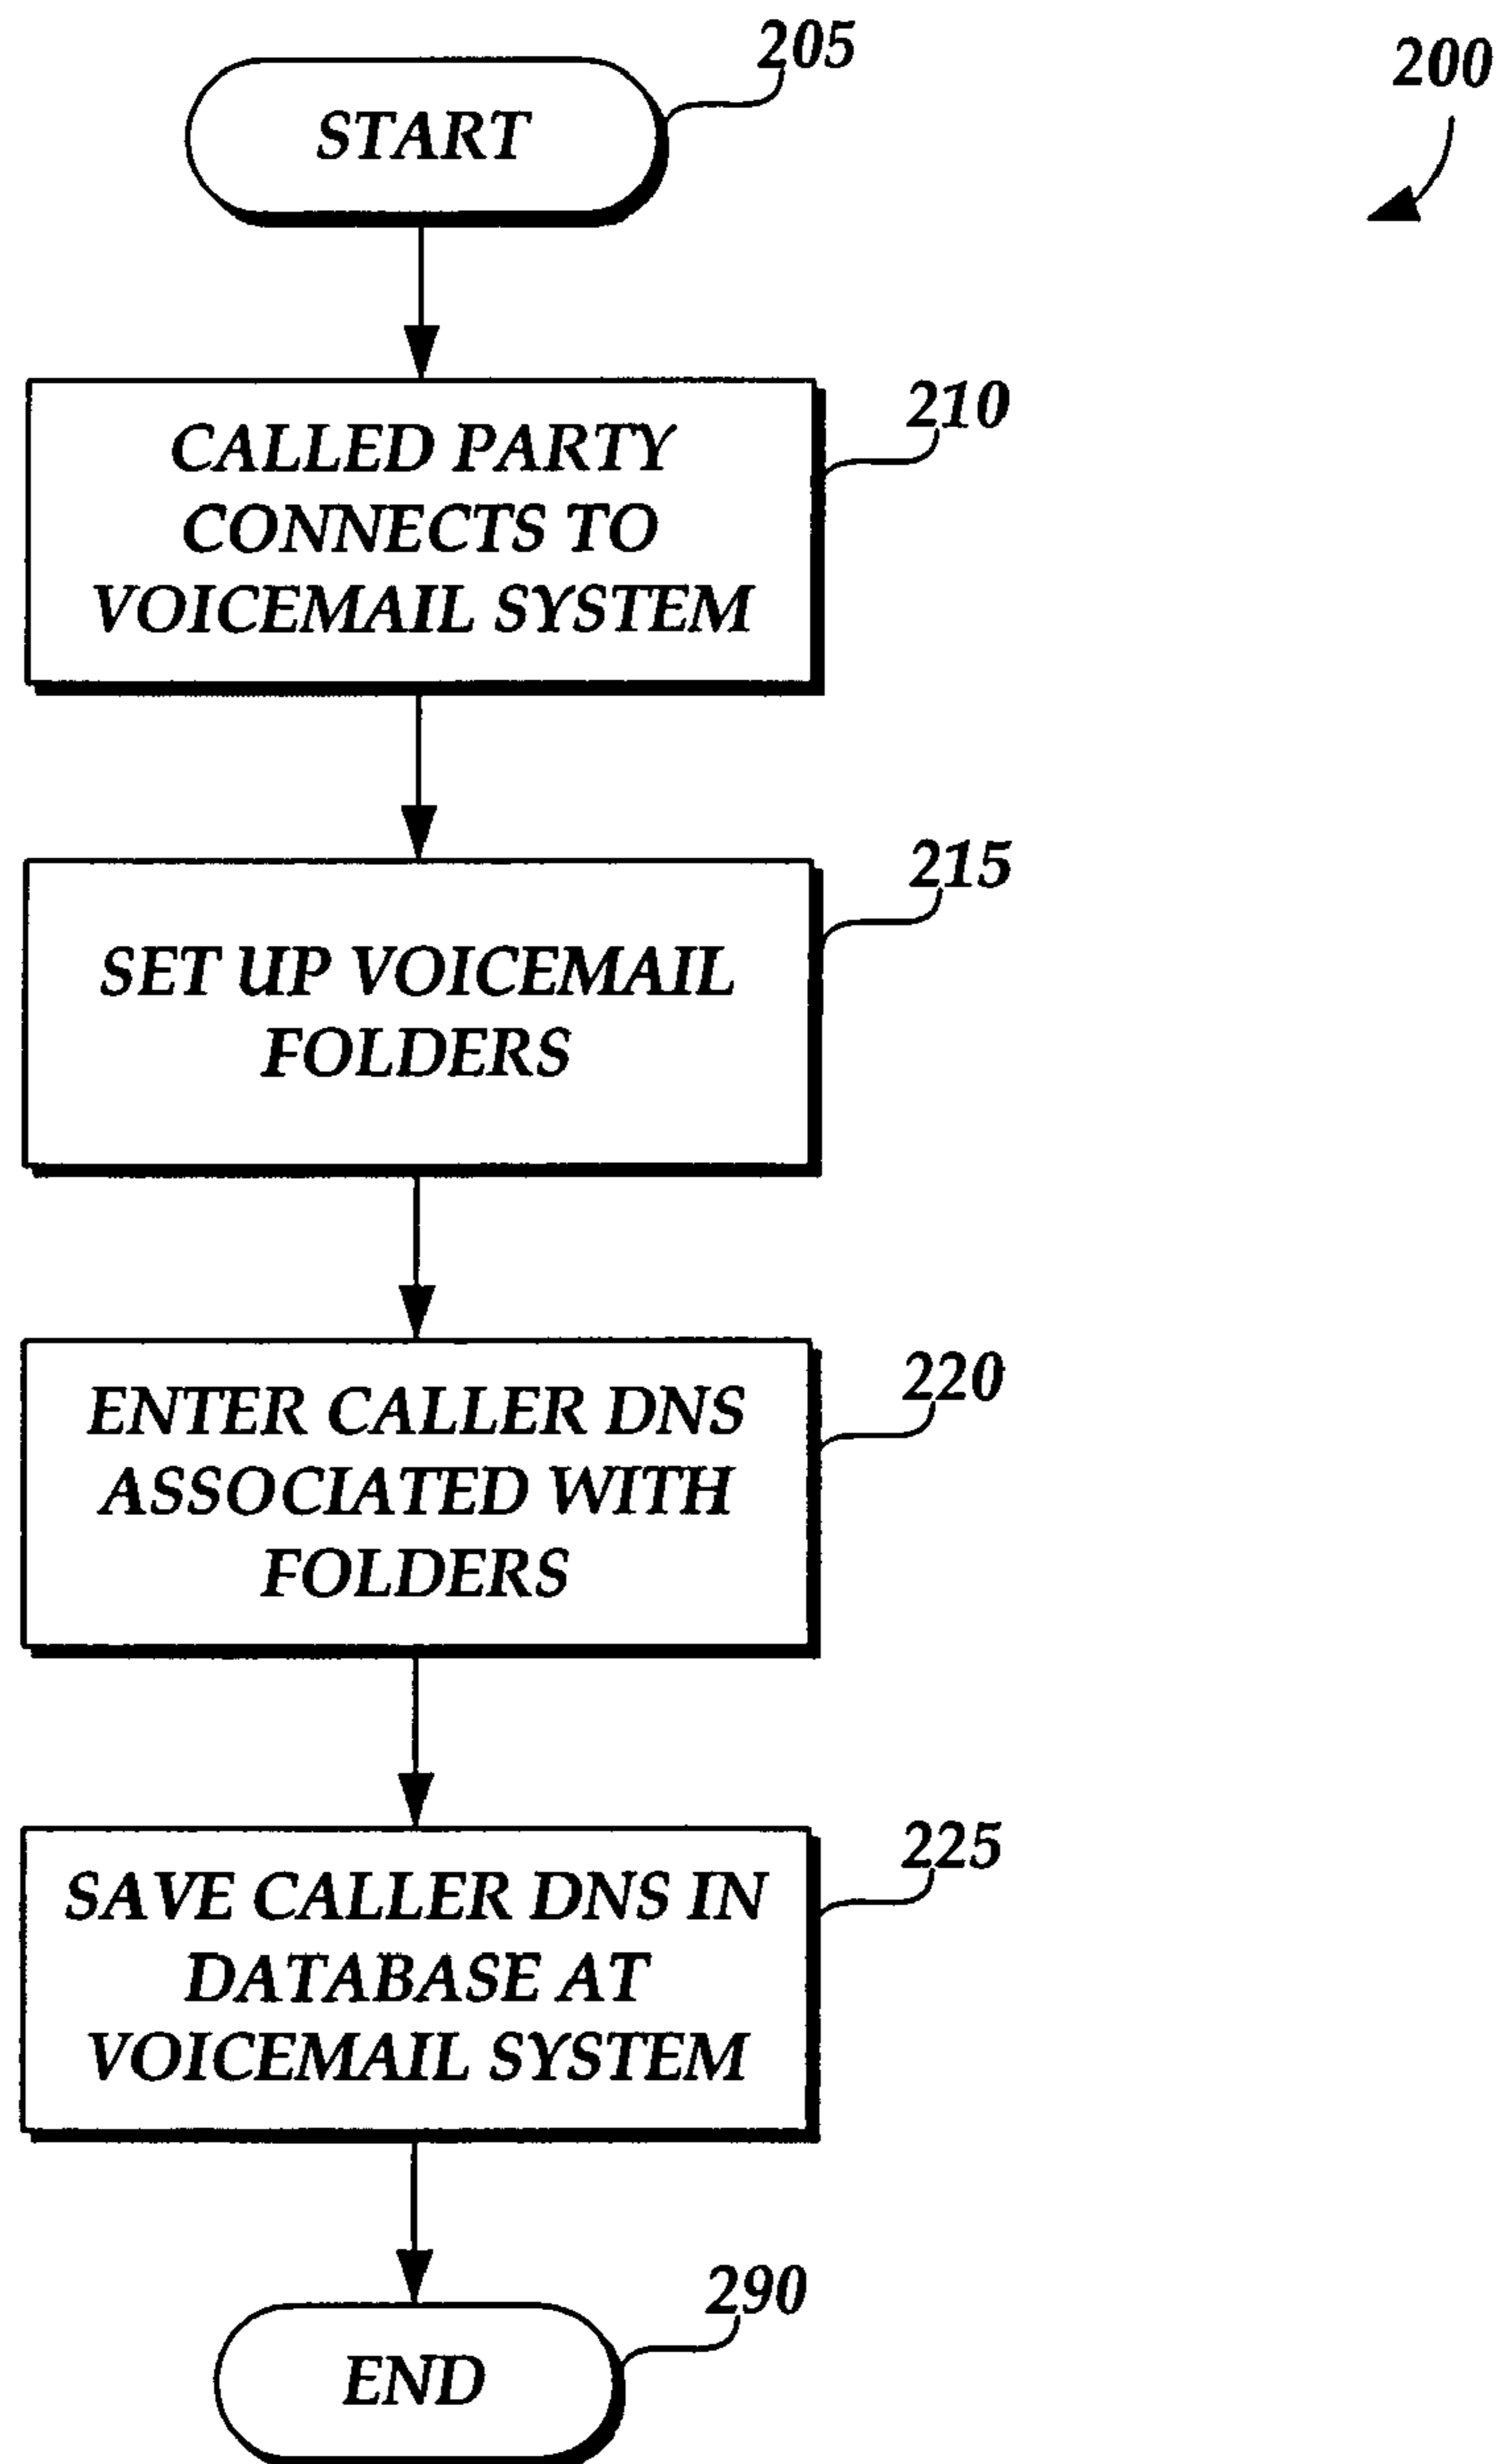 205
200
START
210
CALLED PARTY
CONNECTS TO
VOICEMAIL SYSTEM
215
SET UP VOICEMAIL
FOLDERS
220
ENTER CALLER DNS
ASSOCIATED WITH
FOLDERS
225
SAVE CALLER DNS IN
DATABASE AT
VOICEMAIL SYSTEM
290
END